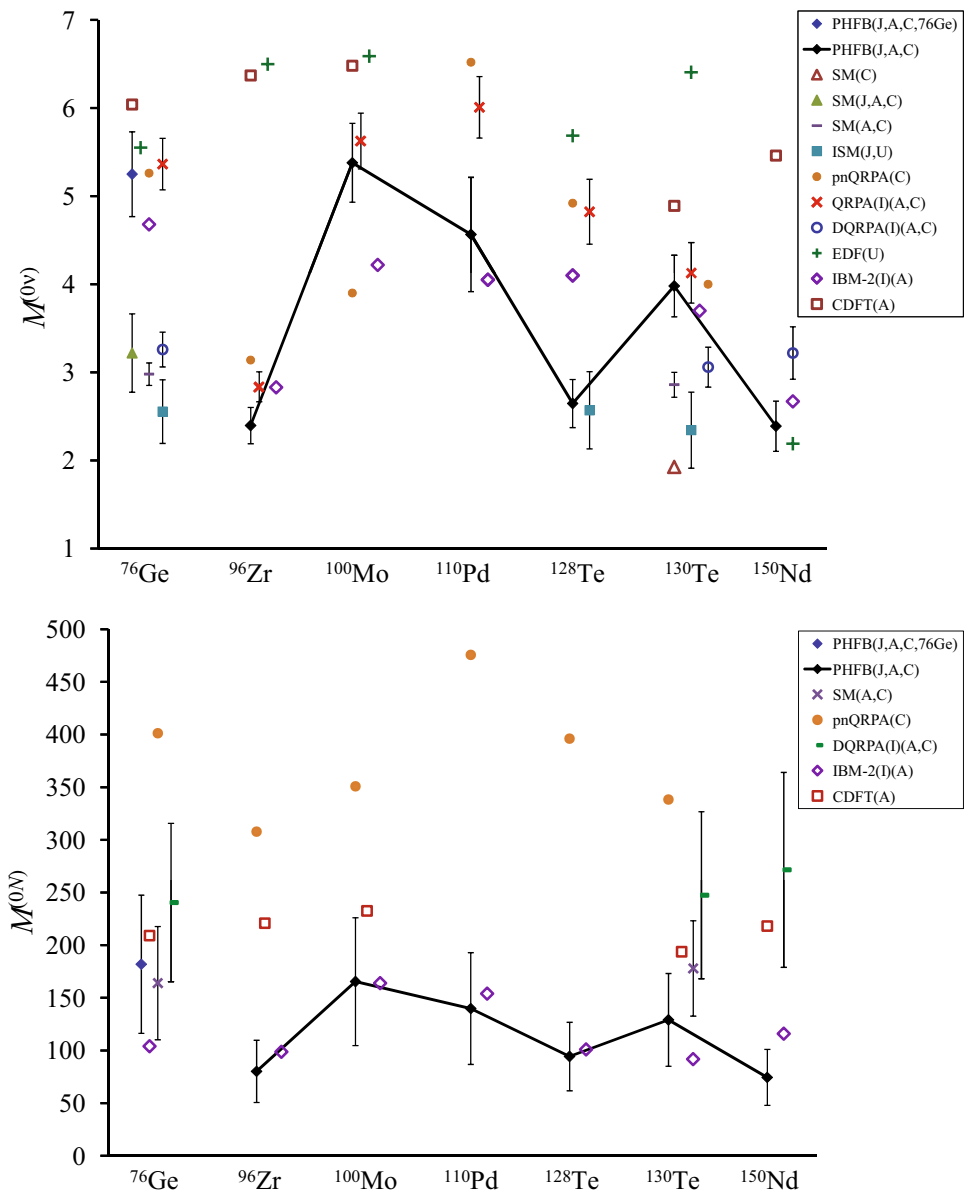 7
6
5
4
3
2
1
M(0ν)
76Ge 96Zr 100Mo 110Pd 128Te 130Te 150Nd
PHFB(J,A,C,76Ge)
PHFB(J,A,C)
SM(C)
SM(J,A,C)
SM(A,C)
ISM(J,U)
pnQRPA(C)
QRPA(I)(A,C)
DQRPA(I)(A,C)
EDF(U)
IBM-2(I)(A)
CDFT(A)
500
450
400
350
300
250
200
150
100
50
0
M(0N)
76Ge 96Zr 100Mo 110Pd 128Te 130Te 150Nd
PHFB(J,A,C,76Ge)
PHFB(J,A,C)
SM(A,C)
pnQRPA(C)
DQRPA(I)(A,C)
IBM-2(I)(A)
CDFT(A)